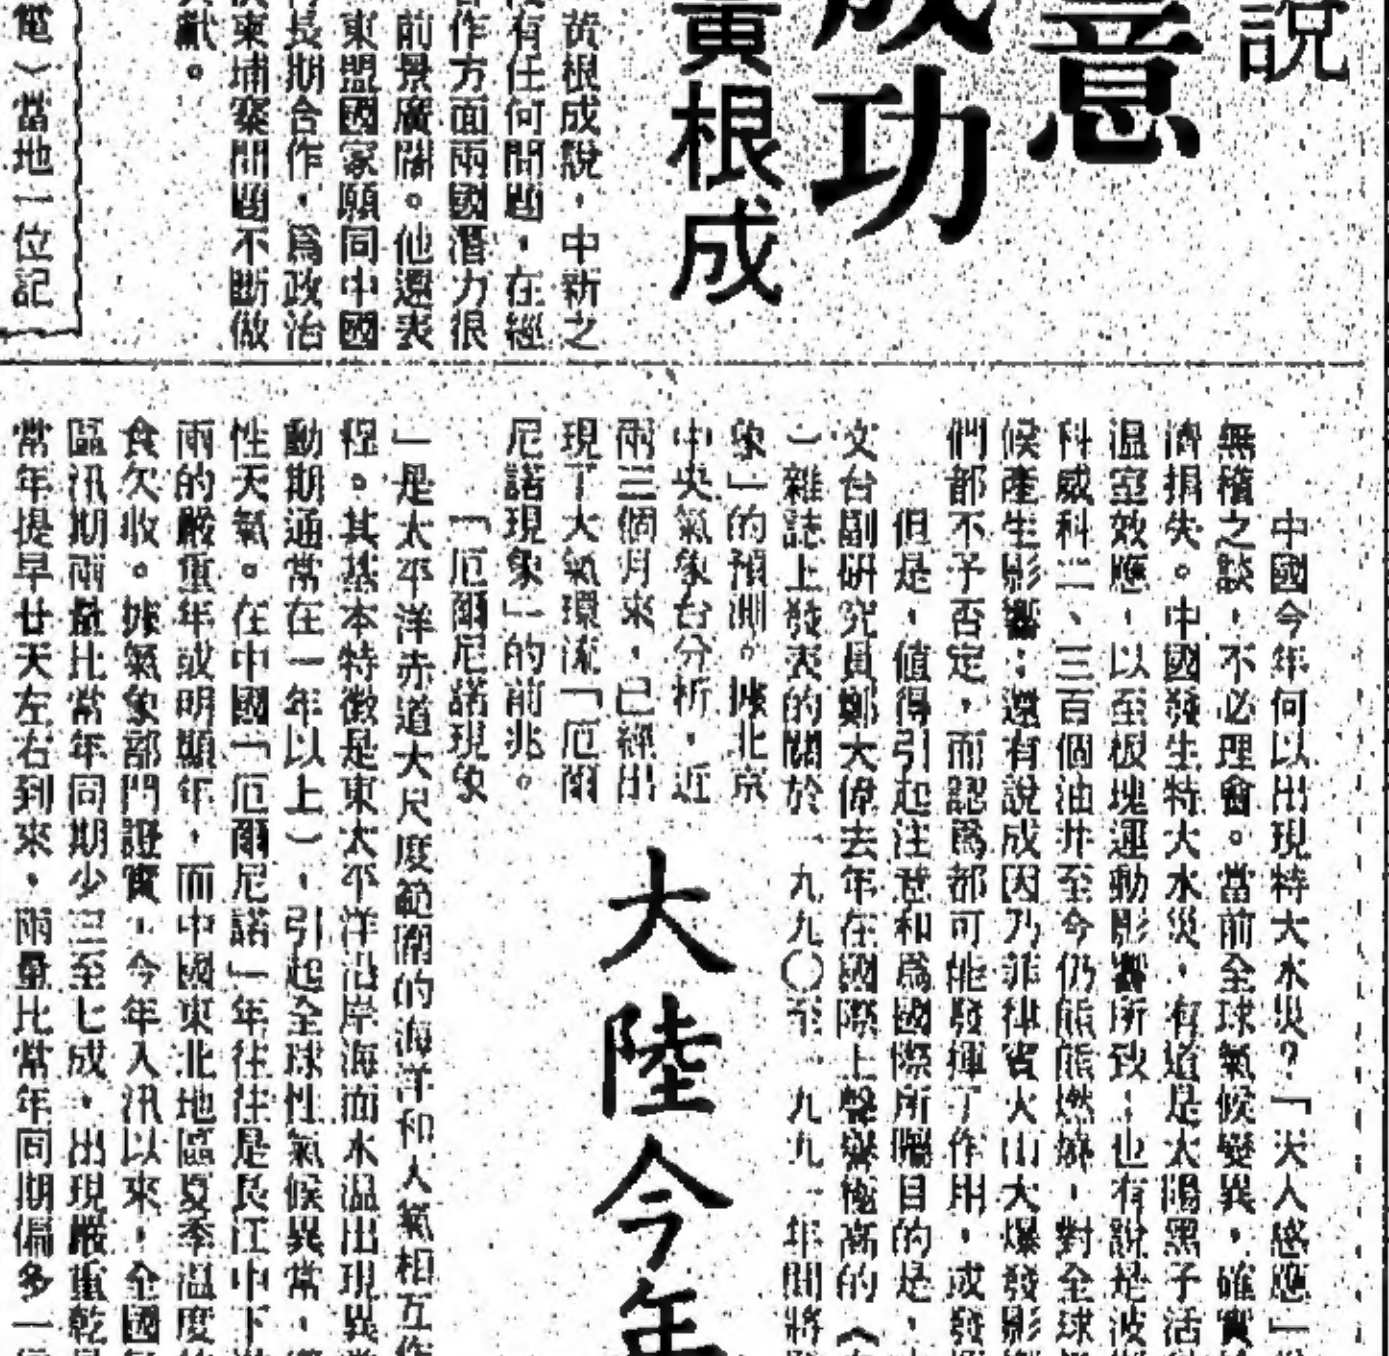 說
意
成功
黃根成
黃根成說，中新之
有任何問題，在經
作方面兩國潛力很
前景廣闊。他還表
東盟國家願同中國
長期合作，爲政治
柬埔寨問題不斷做
獻。
電〉當地一位記
中國今年何以出現特大水災？「天人感應」
無稽之談，不必理會。當前全球氣候變異，確實
濟損失。中國發生特大水災，有道是太陽黑子活
溫室效應，以至板塊運動影響所致；也有說是波
科威科二、三百個油井至今仍熊熊燃燒，對全球
候產生影響；還有說成因乃菲律賓火山大爆發影
們都不予否定，而認爲都可能發揮了作用，成發
但是，值得引起注意和爲國際所矚目的是，
文台副研究員鄭大偉去年在國際上聲譽極高的《
）雜誌上發表的關於一九九〇至一九九一年間將
象」的預測。據北京
中央氣象台分析，近
兩三個月來，已經出
現了大氣環流「厄爾
尼諾現象」的前兆。
「厄爾尼諾現象
」是太平洋赤道大尺度範圍的海洋和大氣相互作
程。其基本特徵是東太平洋沿岸海面水溫出現異
動期通常在一年以上），引起全球性氣候異常，
性天氣。在中國「厄爾尼諾」年往往是長江中下
雨的嚴重年或明顯年，而中國東北地區夏季溫度
食欠收。據氣象部門證實，今年入汛以來，全國
區汛期雨量比常年同期少三至七成，出現嚴重乾
常年提早廿天左右到來，雨量比常年同期偏多一
大陸今年